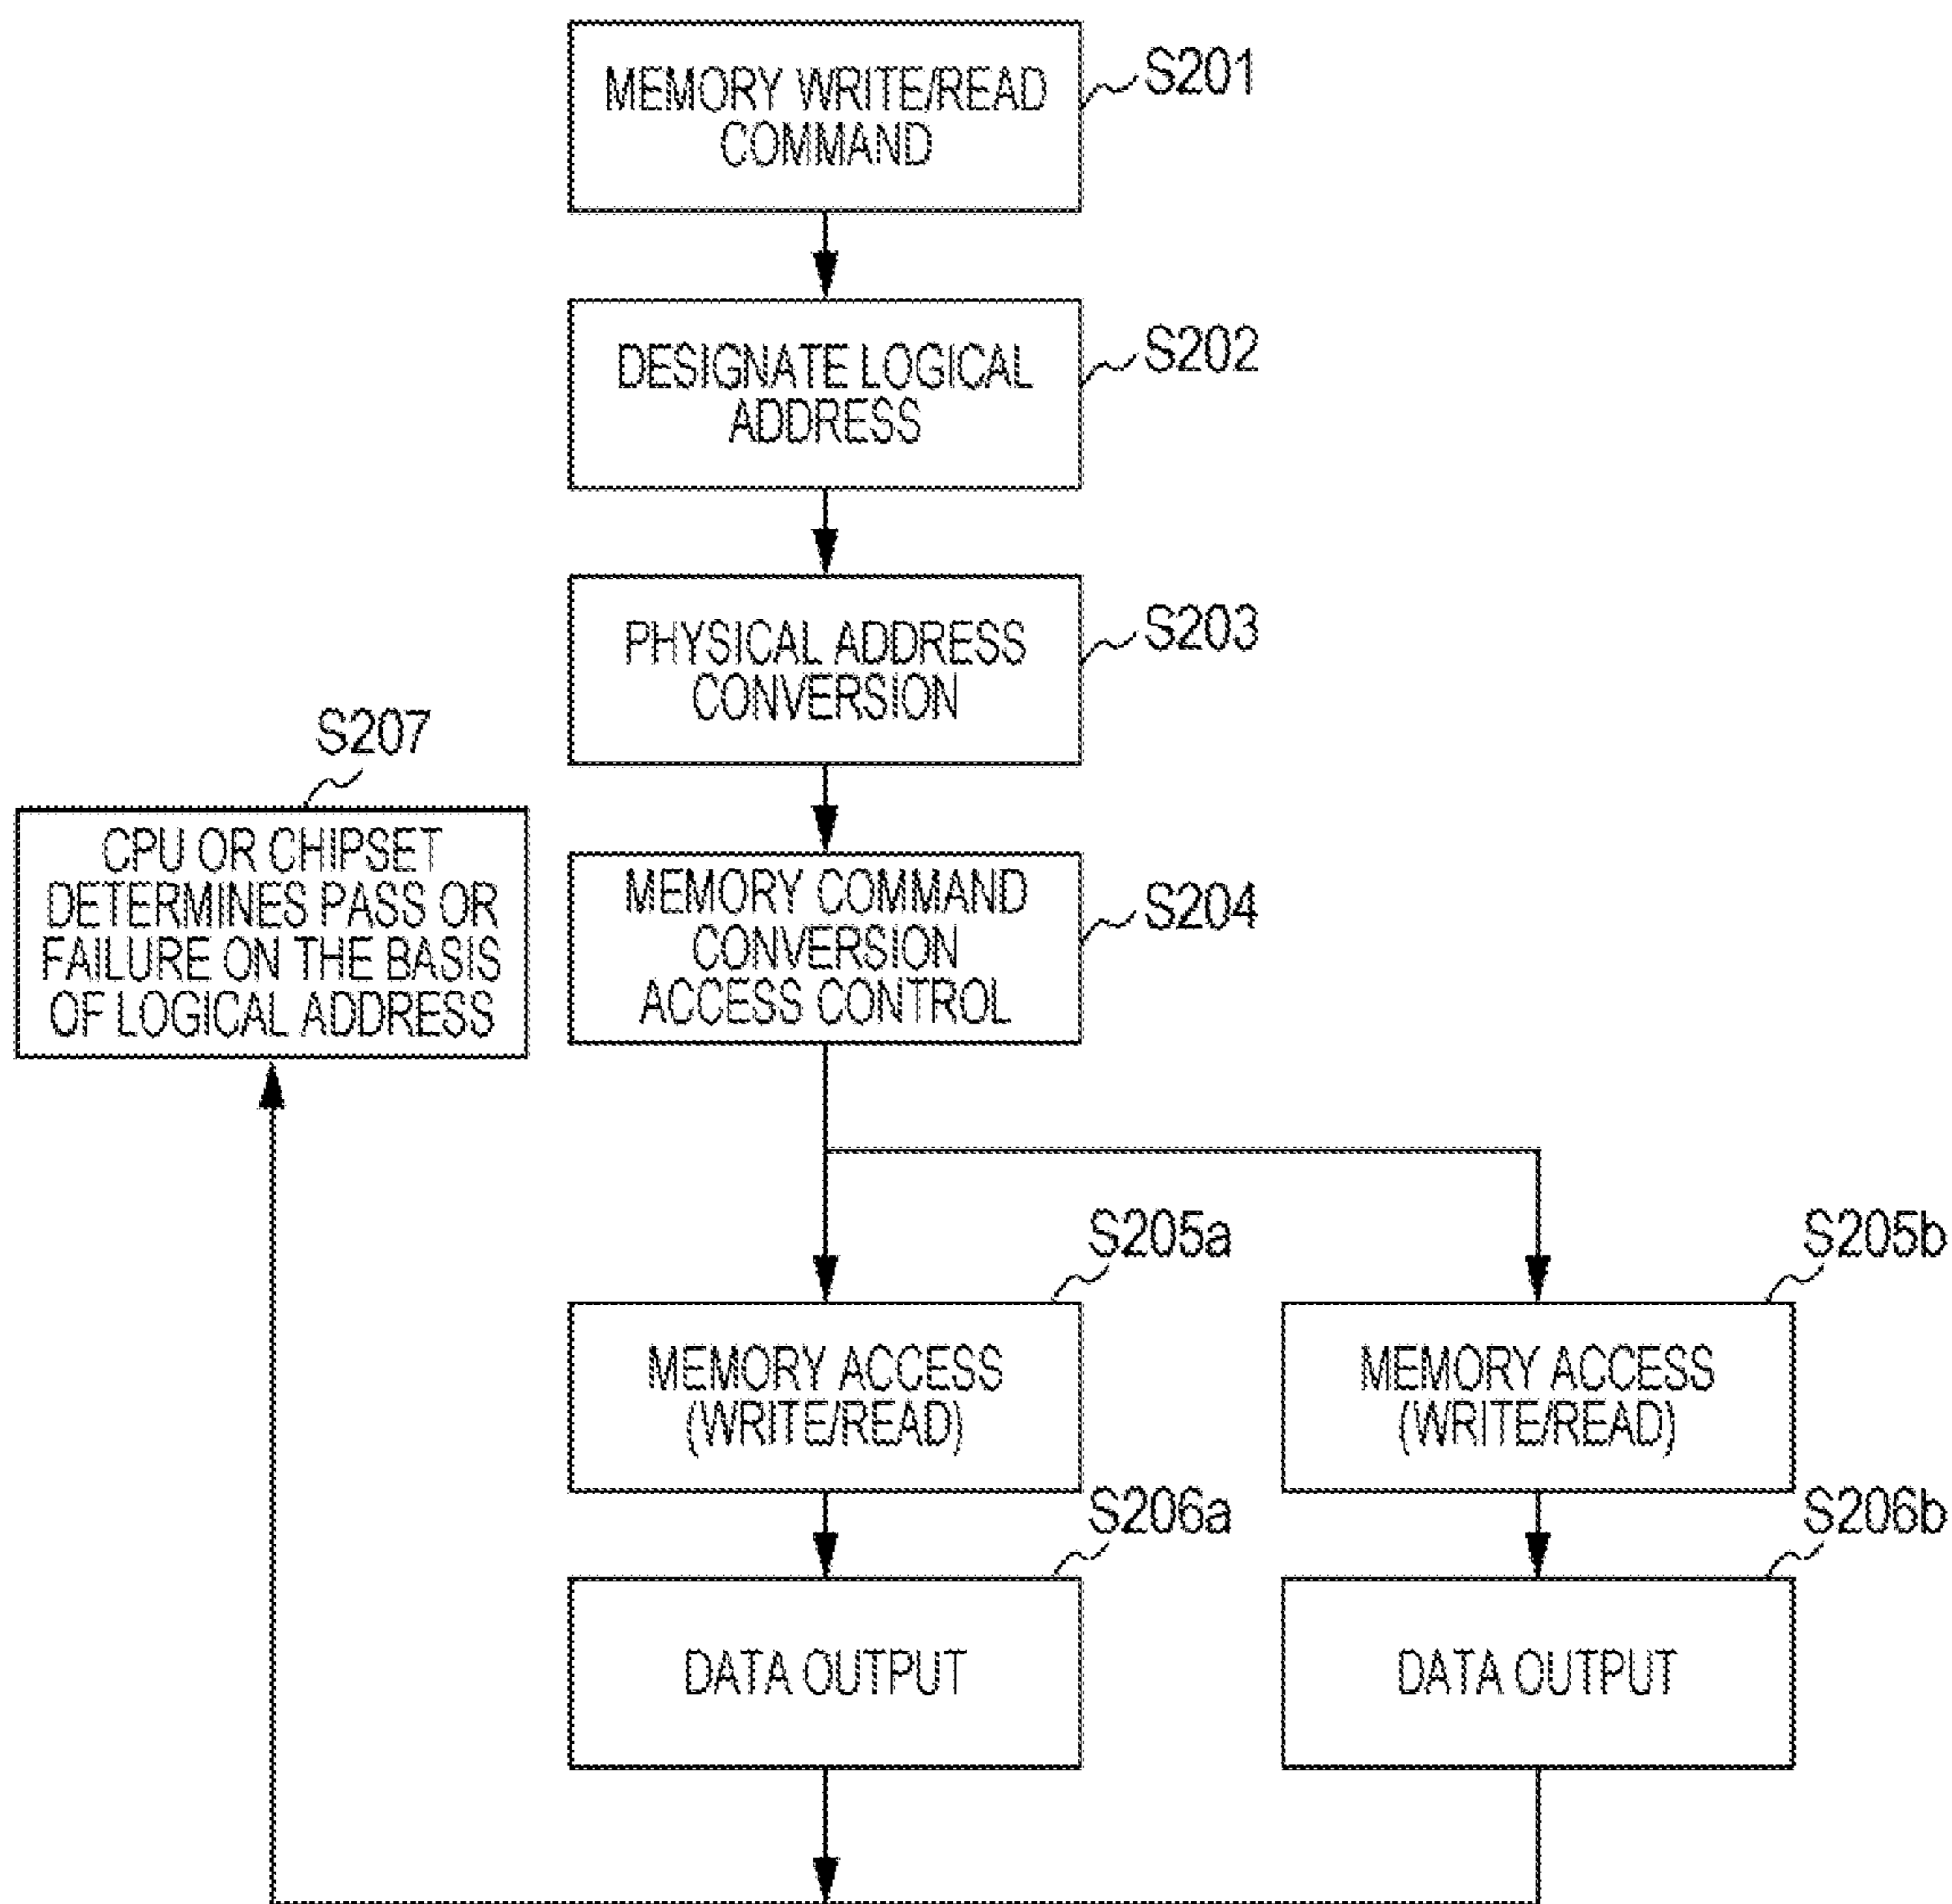 MEMORY WRITE/READ
COMMAND
S201
DESIGNATE LOGICAL
ADDRESS
S202
PHYSICAL ADDRESS
CONVERSION
S203
S207
CPU OR CHIPSET
DETERMINES PASS OR
FAILURE ON THE BASIS
OF LOGICAL ADDRESS
MEMORY COMMAND
CONVERSION
ACCESS CONTROL
S204
S205a
MEMORY ACCESS
(WRITE/READ)
S205b
MEMORY ACCESS
(WRITE/READ)
S206a
DATA OUTPUT
S206b
DATA OUTPUT